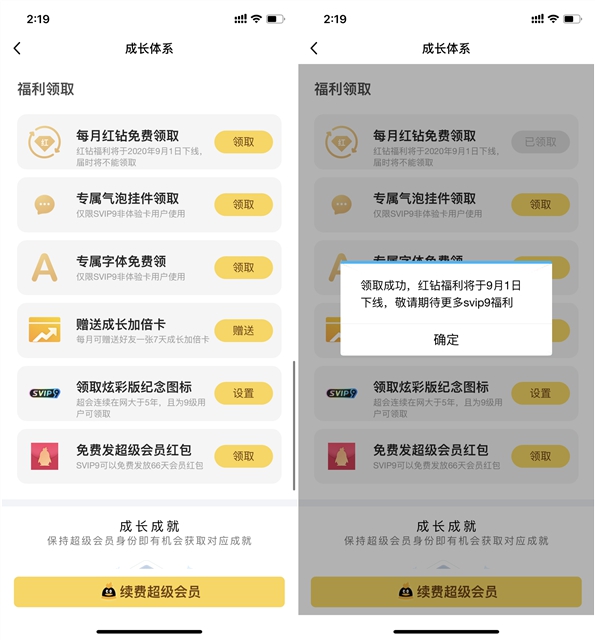 2:19
成长体系
福利领取
每月红钻免费领取
红钻福利将于2020年9月1日下线，
届时将不能领取
领取
专属气泡挂件领取
仅限SVIP9非体验卡用户使用
领取
专属字体免费领
仅限SVIP9非体验卡用户使用
领取
赠送成长加倍卡
每月可赠送好友一张7天成长加倍卡
赠送
SVIP9
领取炫彩版纪念图标
超会连续在网大于5年，且为9级用
户可领取
设置
免费发超级会员红包
SVIP9可以免费发放66天会员红包
领取
成长成就
保持超级会员身份即有机会获取对应成就
续费超级会员
2:19
成长体系
福利领取
每月红钻免费领取
红钻福利将于2020年9月1日下线，
届时将不能领取
已领取
专属气泡挂件领取
仅限SVIP9非体验卡用户使用
领取
专属字体免费领
领取成功，红钻福利将于9月1日
下线，敬请期待更多svip9福利
确定
SVIP9
领取炫彩版纪念图标
超会连续在网大于5年，且为9级用
户可领取
设置
免费发超级会员红包
SVIP9可以免费发放66天会员红包
领取
成长成就
保持超级会员身份即有机会获取对应成就
续费超级会员